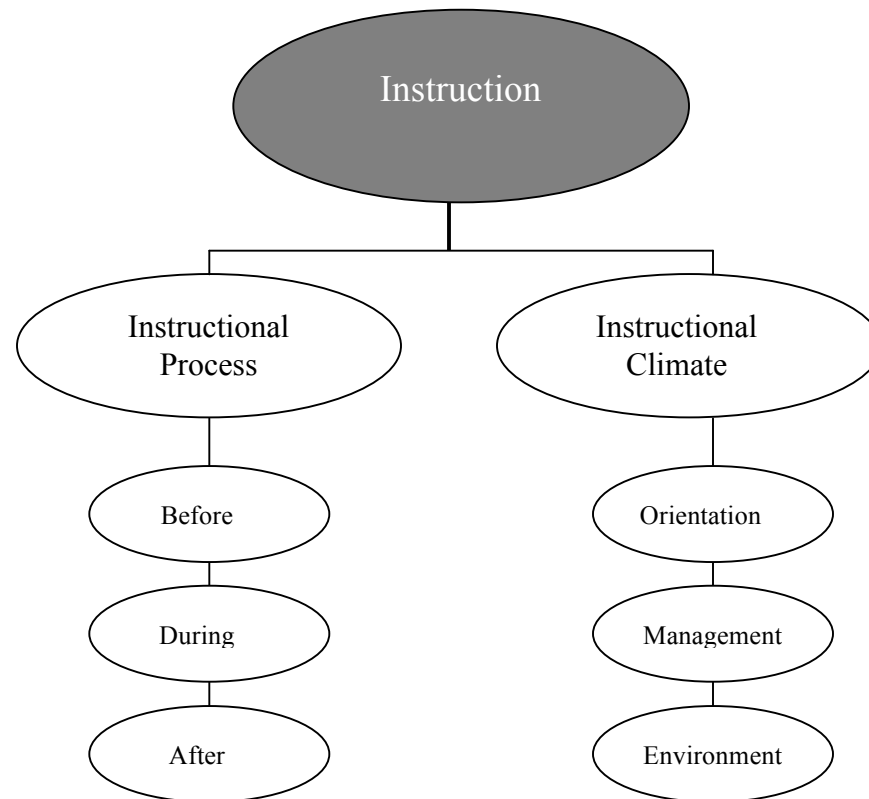 Instruction
Instructional
Process
Instructional
Climate
Before
Orientation
During
Management
After
Environment